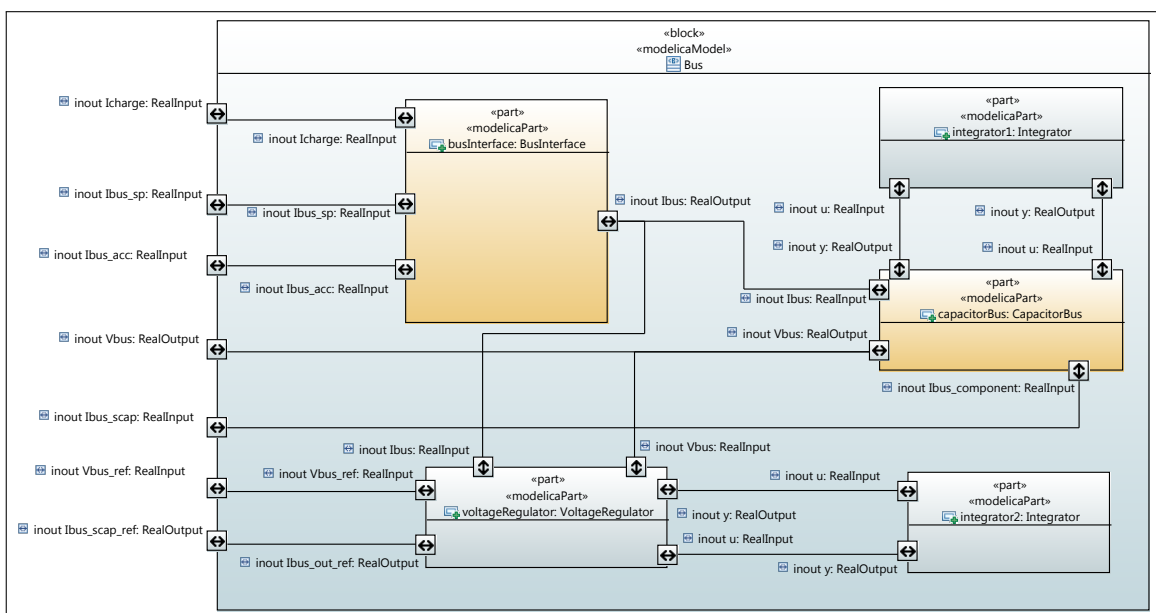 «block»
«modelicaModel»
Bus
inout Icharge: RealInput
inout Ibus_sp: RealInput
inout Ibus_acc: RealInput
inout Vbus: RealOutput
inout Ibus_scap: RealInput
inout Vbus_ref: RealInput
inout Ibus_scap_ref: RealOutput
«part»
«modelicaPart»
busInterface: BusInterface
inout Icharge: RealInput
inout Ibus_sp: RealInput
inout Ibus_acc: RealInput
inout Ibus: RealOutput
«part»
«modelicaPart»
integrator1: Integrator
inout u: RealInput
inout y: RealOutput
inout y: RealOutput
inout u: RealInput
«part»
«modelicaPart»
capacitorBus: CapacitorBus
inout Ibus: RealInput
inout Vbus: RealOutput
inout Ibus_component: RealInput
inout Ibus: RealInput
inout Vbus: RealInput
inout Vbus_ref: RealInput
«part»
«modelicaPart»
voltageRegulator: VoltageRegulator
inout Ibus_out_ref: RealOutput
inout y: RealOutput
inout u: RealInput
inout u: RealInput
«part»
«modelicaPart»
integrator2: Integrator
inout y: RealOutput